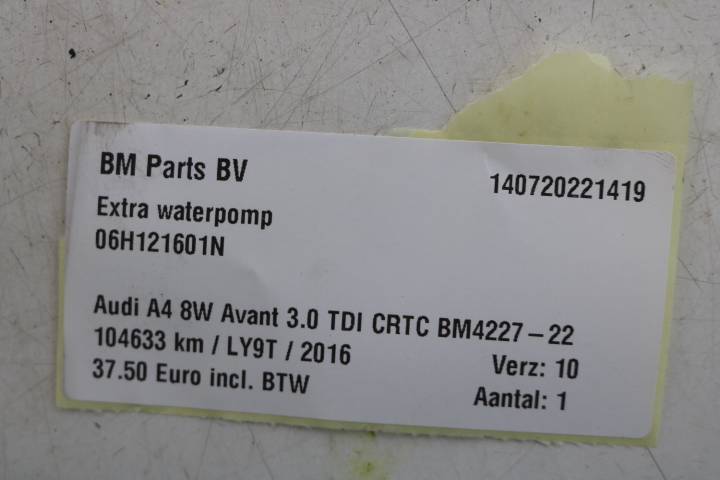 BM Parts BV
140720221419
Extra waterpomp
06H121601N
Audi A4 8W Avant 3.0 TDI CRTC BM4227-22
104633 km / LY9T / 2016
Verz: 10
37.50 Euro incl. BTW
Aantal: 1